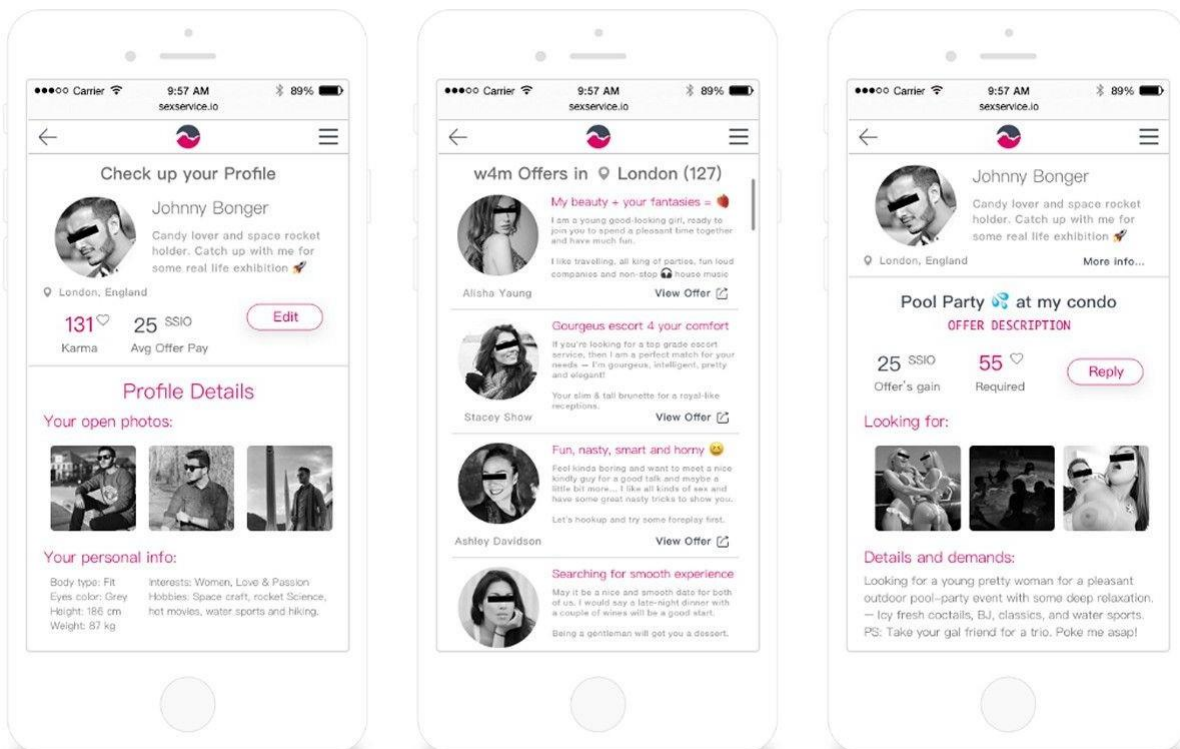 ●●●○○ Carrier 9:57 AM 89%
sexservice.io
Check up your Profile
Johnny Bonger
Candy lover and space rocket
holder. Catch up with me for
some real life exhibition 🚀
London, England
131 25 SSIO Edit
Karma Avg Offer Pay
Profile Details
Your open photos:
Your personal info:
Body type: Fit
Eyes color: Grey
Height: 186 cm
Weight: 87 kg
Interests: Women, Love & Passion
Hobbies: Space craft, rocket Science,
hot movies, water sports and hiking.
●●●○○ Carrier 9:57 AM 89%
sexservice.io
w4m Offers in London (127)
My beauty + your fantasies = 🍓
I am a young good-looking girl, ready to
join you to spend a pleasant time together
and have much fun.
I like travelling, all king of parties, fun loud
companies and non-stop 🎧 house music
Alisha Yaung View Offer
Gourgeus escort 4 your comfort
If you're looking for a top grade escort
service, then I am a perfect match for your
needs — I'm gourgeus, intelligent, pretty
and elegant!
Your slim & tall brunette for a royal-like
receptions.
Stacey Show View Offer
Fun, nasty, smart and horny 😀
Feel kinda boring and want to meet a nice
kindly guy for a good talk and meybe a
little bit more... I like all kinds of sex and
have some great nasty tricks to show you.
Let's hookup and try some foreplay first.
Ashley Davidson View Offer
Searching for smooth experience
May it be a nice and smooth date for both
of us. I would say a late-night dinner with
a couple of wines will be a good start.
Being a gentleman will get you a dessert.
●●●○○ Carrier 9:57 AM 89%
sexservice.io
Johnny Bonger
Candy lover and space rocket
holder. Catch up with me for
some real life exhibition 🚀
London, England More info...
Pool Party 💦 at my condo
OFFER DESCRIPTION
25 SSIO 55 Reply
Offer's gain Required
Looking for:
Details and demands:
Looking for a young pretty woman for a pleasant
outdoor pool-party event with some deep relaxation.
— Icy fresh coctails, BJ, classics, and water sports.
PS: Take your gal friend for a trio. Poke me asap!